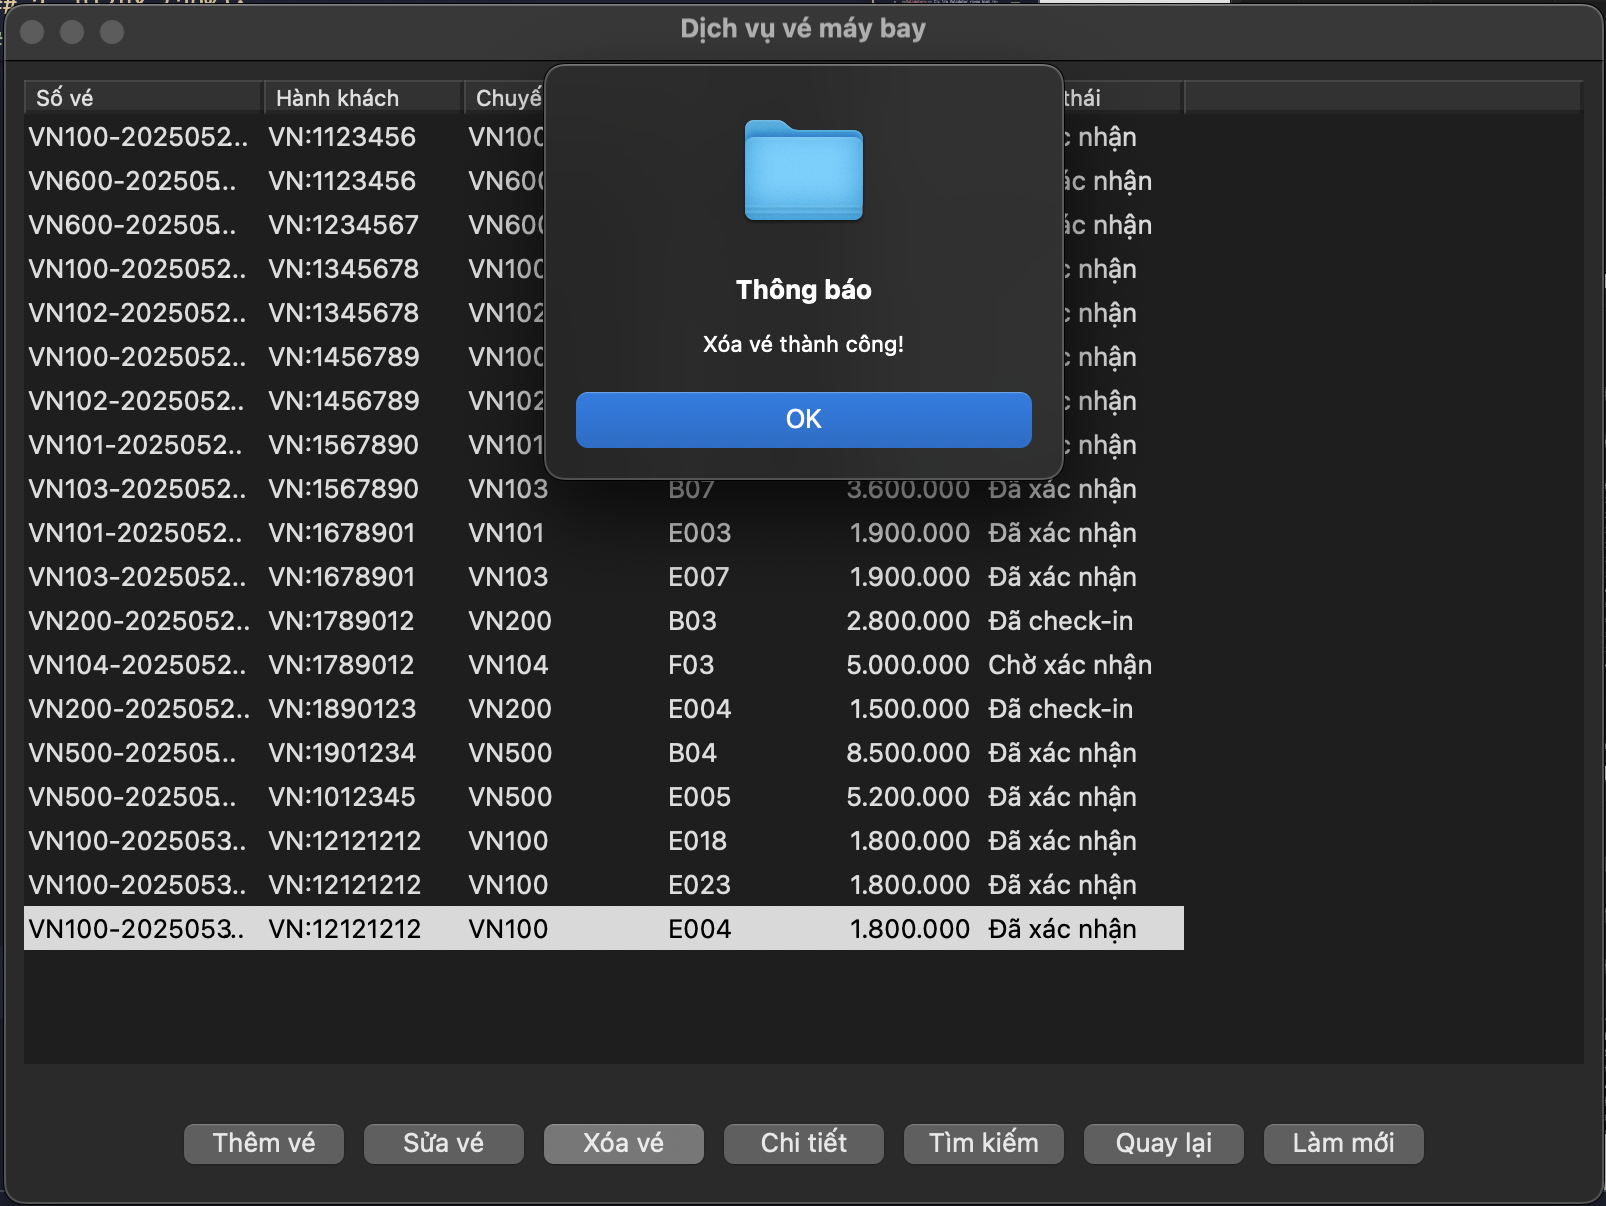 Dịch vụ vé máy bay
Số vé Hành khách Chuyế thái
VN100-2025052... VN:1123456 VN100 nhận
VN600-202505... VN:1123456 VN600 ác nhận
VN600-202505... VN:1234567 VN600 ác nhận
VN100-2025052... VN:1345678 VN100 nhận
VN102-2025052... VN:1345678 VN102 nhận
VN100-2025052... VN:1456789 VN100 nhận
VN102-2025052... VN:1456789 VN102 nhận
VN101-2025052... VN:1567890 VN101 nhận
VN103-2025052... VN:1567890 VN103 B07 3.600.000 Đã xác nhận
VN101-2025052... VN:1678901 VN101 E003 1.900.000 Đã xác nhận
VN103-2025052... VN:1678901 VN103 E007 1.900.000 Đã xác nhận
VN200-2025052... VN:1789012 VN200 B03 2.800.000 Đã check-in
VN104-2025052... VN:1789012 VN104 F03 5.000.000 Chờ xác nhận
VN200-2025052... VN:1890123 VN200 E004 1.500.000 Đã check-in
VN500-202505... VN:1901234 VN500 B04 8.500.000 Đã xác nhận
VN500-202505... VN:1012345 VN500 E005 5.200.000 Đã xác nhận
VN100-2025053... VN:12121212 VN100 E018 1.800.000 Đã xác nhận
VN100-2025053... VN:12121212 VN100 E023 1.800.000 Đã xác nhận
VN100-2025053... VN:12121212 VN100 E004 1.800.000 Đã xác nhận
Thông báo
Xóa vé thành công!
OK
Thêm vé Sửa vé Xóa vé Chi tiết Tìm kiếm Quay lại Làm mới